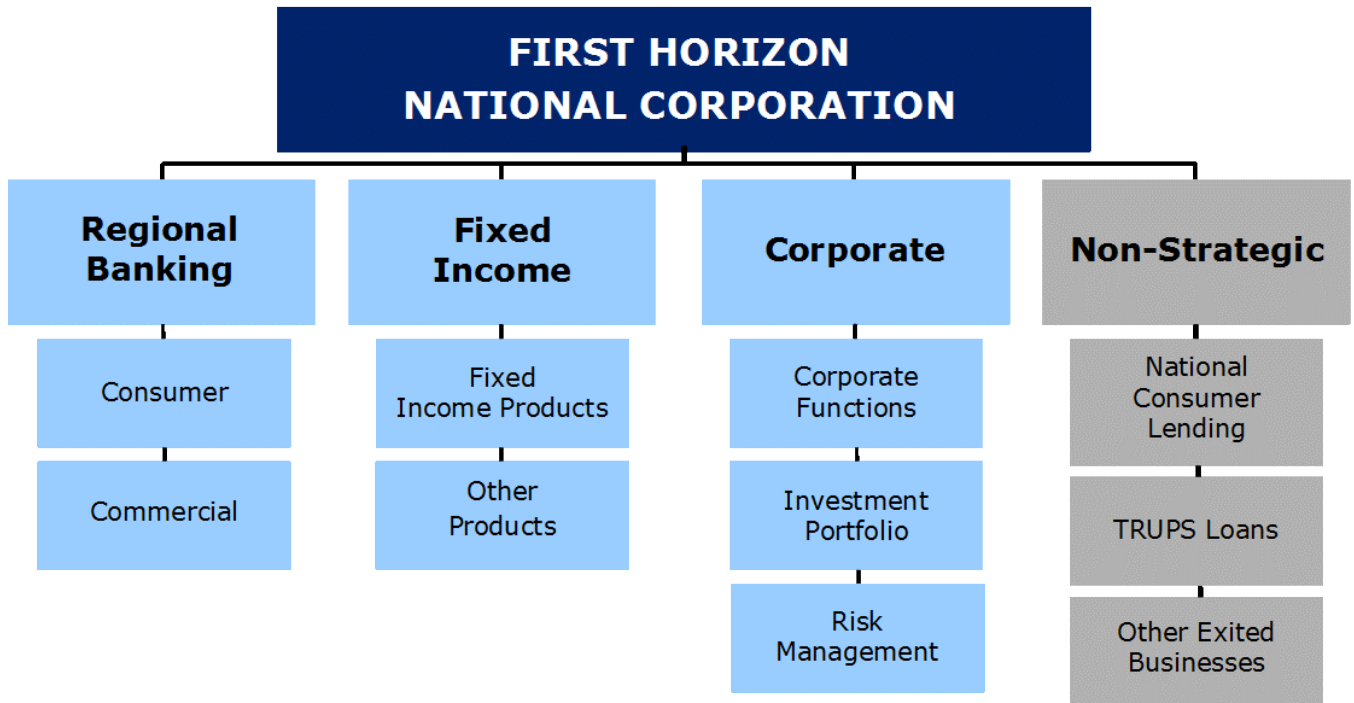 FIRST HORIZON
NATIONAL CORPORATION
Regional
Banking
Consumer
Commercial
Fixed
Income
Fixed
Income Products
Other
Products
Corporate
Corporate
Functions
Investment
Portfolio
Risk
Management
Non-Strategic
National
Consumer
Lending
TRUPS Loans
Other Exited
Businesses